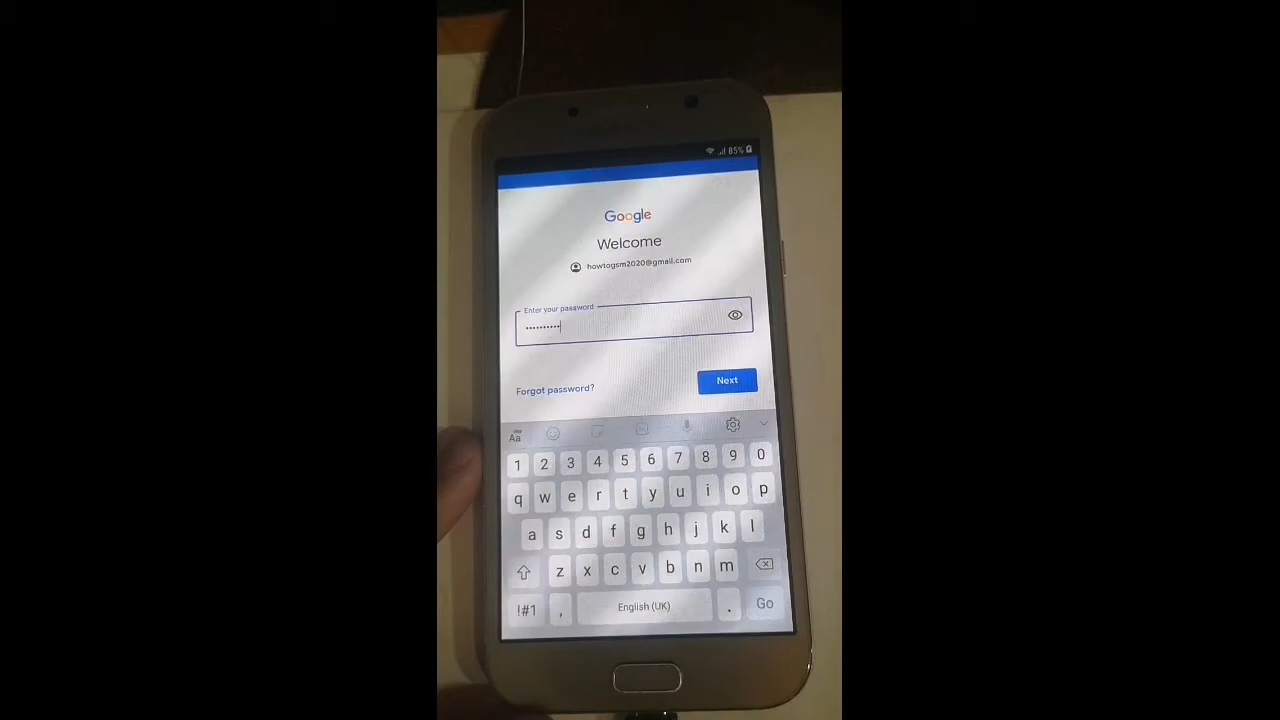 85%
Google
Welcome
howtogsm2020@gmail.com
Enter your password
••••••••••
Forgot password?
Next
Aa
1 2 3 4 5 6 7 8 9 0
q w e r t y u i o p
a s d f g h j k l
z x c v b n m
!#1 , English (UK) . Go